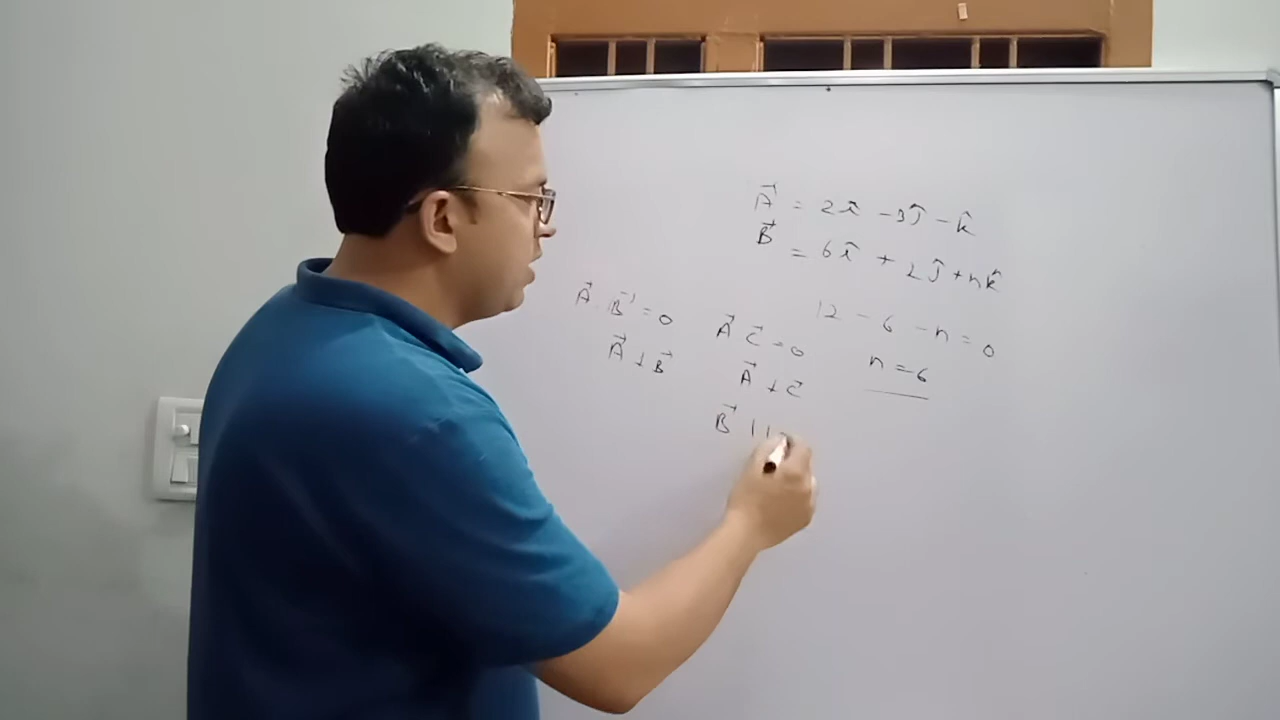 A⃗ = 2î - 3ĵ - k̂
B⃗ = 6î + 2ĵ + nk̂
A⃗ . B⃗ = 0
A⃗ ⊥ B⃗
A⃗ C⃗ = 0
A⃗ ⊥ C⃗
B⃗ ||
12 - 6 - n = 0
n = 6